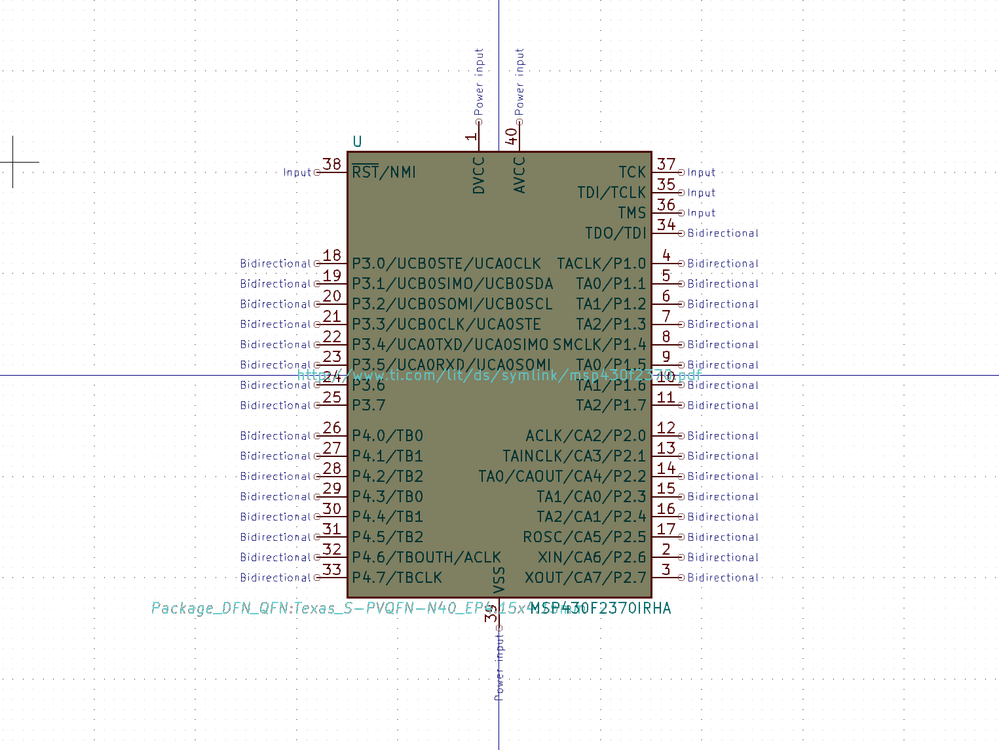 Power input
Power input
1
40
U
DVCC
AVCC
Input 38 RST/NMI
TCK 37 Input
TDI/TCLK 35 Input
TMS 36 Input
TDO/TDI 34 Bidirectional
Bidirectional 18 P3.0/UCB0STE/UCA0CLK TACLK/P1.0 4 Bidirectional
Bidirectional 19 P3.1/UCB0SIMO/UCB0SDA TA0/P1.1 5 Bidirectional
Bidirectional 20 P3.2/UCB0SOMI/UCB0SCL TA1/P1.2 6 Bidirectional
Bidirectional 21 P3.3/UCB0CLK/UCA0STE TA2/P1.3 7 Bidirectional
Bidirectional 22 P3.4/UCA0TXD/UCA0SIMO SMCLK/P1.4 8 Bidirectional
Bidirectional 23 P3.5/UCA0RXD/UCA0SOMI TA0/P1.5 9 Bidirectional
http://www.ti.com/lit/ds/symlink/msp430f2370.pdf
Bidirectional 24 P3.6 TA1/P1.6 10 Bidirectional
Bidirectional 25 P3.7 TA2/P1.7 11 Bidirectional
Bidirectional 26 P4.0/TB0 ACLK/CA2/P2.0 12 Bidirectional
Bidirectional 27 P4.1/TB1 TAINCLK/CA3/P2.1 13 Bidirectional
Bidirectional 28 P4.2/TB2 TA0/CAOUT/CA4/P2.2 14 Bidirectional
Bidirectional 29 P4.3/TB0 TA1/CA0/P2.3 15 Bidirectional
Bidirectional 30 P4.4/TB1 TA2/CA1/P2.4 16 Bidirectional
Bidirectional 31 P4.5/TB2 ROSC/CA5/P2.5 17 Bidirectional
Bidirectional 32 P4.6/TBOUTH/ACLK XIN/CA6/P2.6 2 Bidirectional
Bidirectional 33 P4.7/TBCLK XOUT/CA7/P2.7 3 Bidirectional
VSS
MSP430F2370IRHA
39
Power input